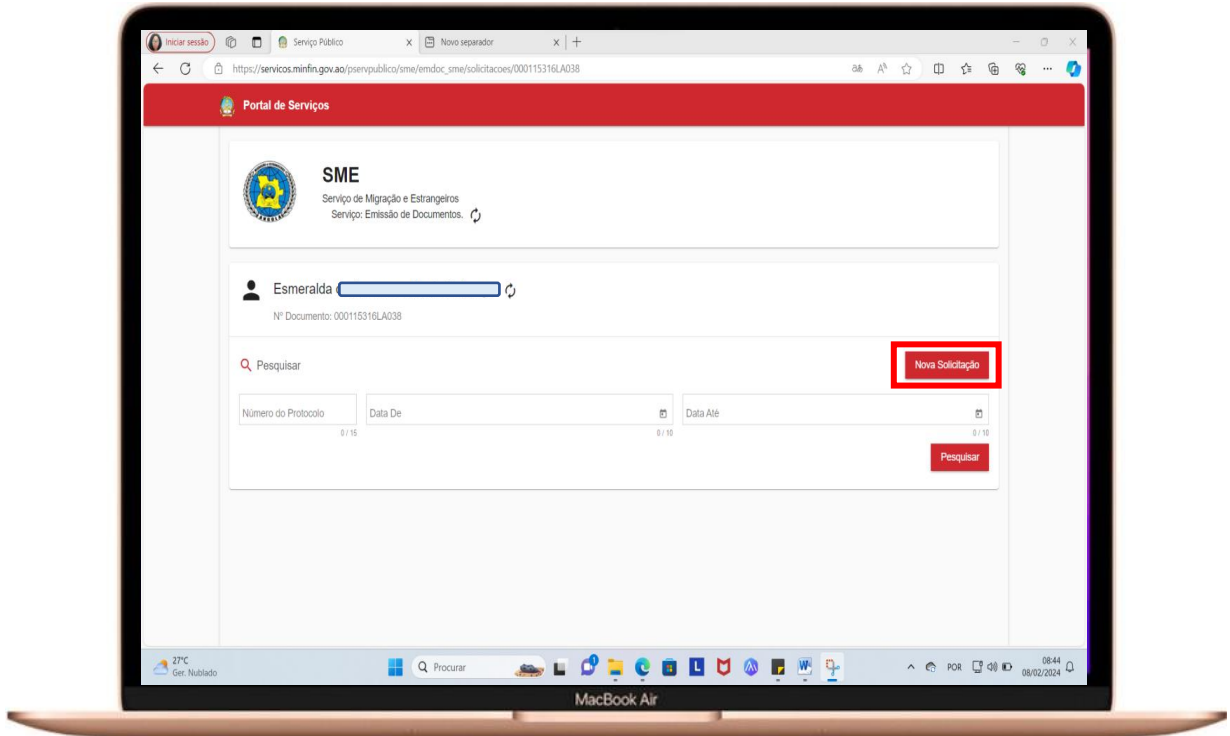 Iniciar sessão
Serviço Público
Novo separador
https://servicos.minfin.gov.ao/pservpublico/sme/emdoc_sme/solicitacoes/000115316LA038
Portal de Serviços
SME
Serviço de Migração e Estrangeiros
Serviço: Emissão de Documentos.
Esmeralda
Nº Documento: 000115316LA038
Pesquisar
Nova Solicitação
Número do Protocolo
Data De
Data Até
0 / 15
0 / 10
0 / 10
Pesquisar
27°C
Ger. Nublado
Procurar
POR
08:44
08/02/2024
MacBook Air